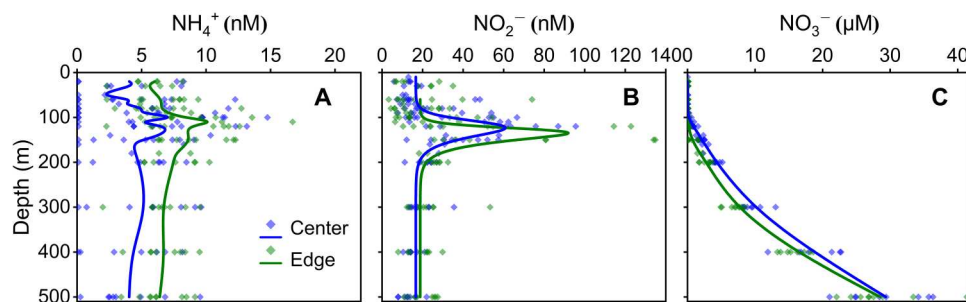 NH₄⁺ (nM)
NO₂⁻ (nM)
NO₃⁻ (µM)
0 5 10 15 20
0 20 40 60 80 100 120 140
0 10 20 30 40
Depth (m)
0
100
200
300
400
500
A
B
C
Center
Edge